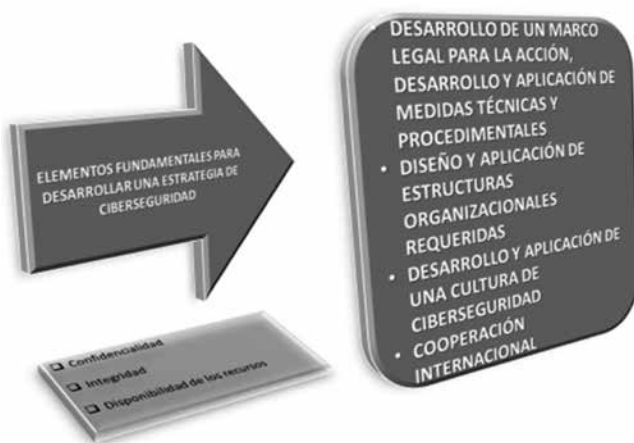 ELEMENTOS FUNDAMENTALES PARA
DESARROLLAR UNA ESTRATEGIA DE
CIBERSEGURIDAD
❑ Confidencialidad
❑ Integridad
❑ Disponibilidad de los recursos
• DESARROLLO DE UN MARCO
LEGAL PARA LA ACCIÓN,
DESARROLLO Y APLICACIÓN DE
MEDIDAS TÉCNICAS Y
PROCEDIMENTALES
• DISEÑO Y APLICACIÓN DE
ESTRUCTURAS
ORGANIZACIONALES
REQUERIDAS
• DESARROLLO Y APLICACIÓN DE
UNA CULTURA DE
CIBERSEGURIDAD
• COOPERACIÓN
INTERNACIONAL